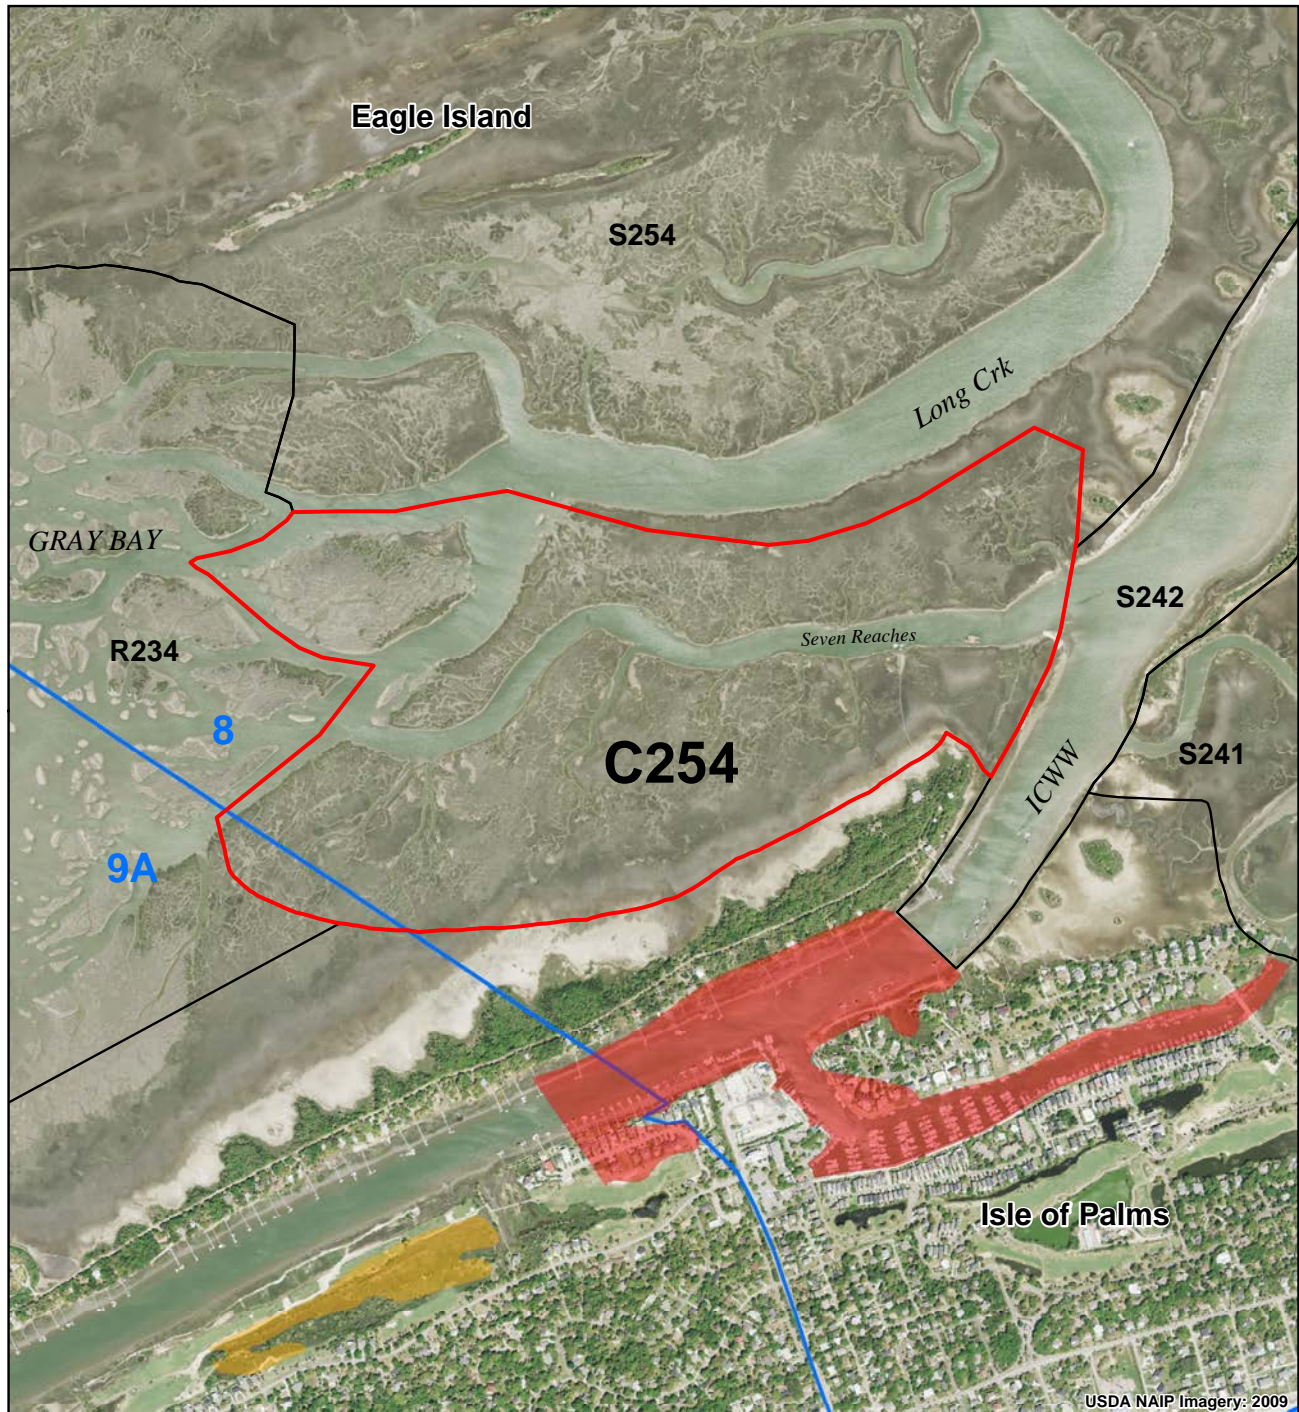 Eagle Island
S254
Long Crk
GRAY BAY
S242
Seven Reaches
R234
8
C254
S241
ICWW
9A
Isle of Palms
USDA NAIP Imagery: 2009